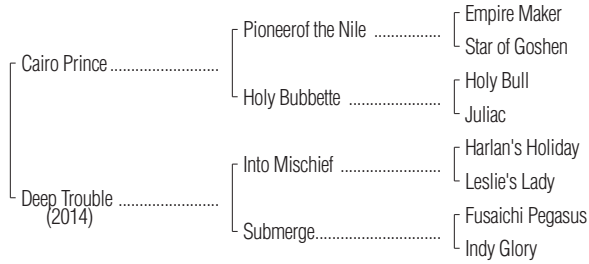 Empire Maker
Pioneerof the Nile ................
Star of Goshen
Cairo Prince ..........................
Holy Bull
Holy Bubbette ......................
Juliac
Harlan's Holiday
Into Mischief ........................
Leslie's Lady
Deep Trouble ........................
(2014)
Fusaichi Pegasus
Submerge..............................
Indy Glory